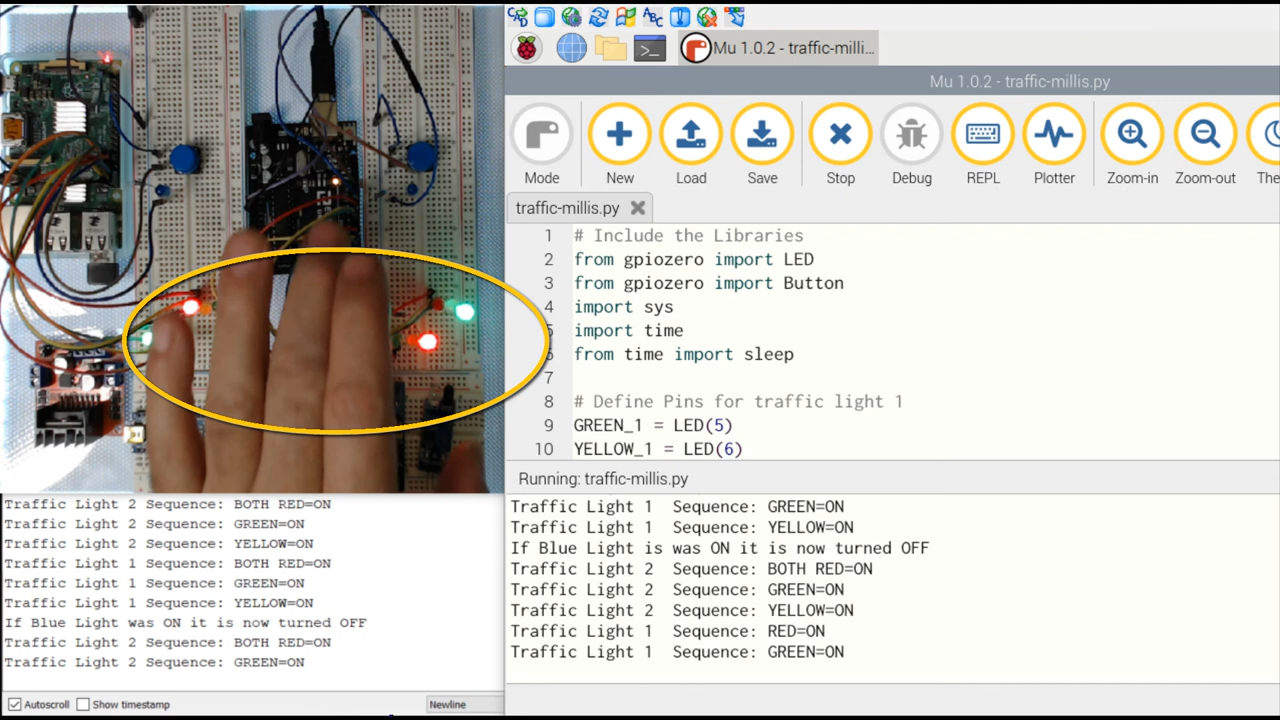 CAD
ABC
Mu 1.0.2 - traffic-milli...
Mu 1.0.2 - traffic-millis.py
Mode
New
Load
Save
Stop
Debug
REPL
Plotter
Zoom-in
Zoom-out
The
traffic-millis.py
1 # Include the Libraries
2 from gpiozero import LED
3 from gpiozero import Button
4 import sys
5 import time
6 from time import sleep
7
8 # Define Pins for traffic light 1
9 GREEN_1 = LED(5)
10 YELLOW_1 = LED(6)
Running: traffic-millis.py
Traffic Light 2 Sequence: BOTH RED=ON
Traffic Light 2 Sequence: GREEN=ON
Traffic Light 2 Sequence: YELLOW=ON
Traffic Light 1 Sequence: BOTH RED=ON
Traffic Light 1 Sequence: GREEN=ON
Traffic Light 1 Sequence: YELLOW=ON
If Blue Light was ON it is now turned OFF
Traffic Light 2 Sequence: BOTH RED=ON
Traffic Light 2 Sequence: GREEN=ON
Autoscroll
Show timestamp
Newline
Traffic Light 1  Sequence: GREEN=ON
Traffic Light 1  Sequence: YELLOW=ON
If Blue Light is was ON it is now turned OFF
Traffic Light 2  Sequence: BOTH RED=ON
Traffic Light 2  Sequence: GREEN=ON
Traffic Light 2  Sequence: YELLOW=ON
Traffic Light 1  Sequence: RED=ON
Traffic Light 1  Sequence: GREEN=ON